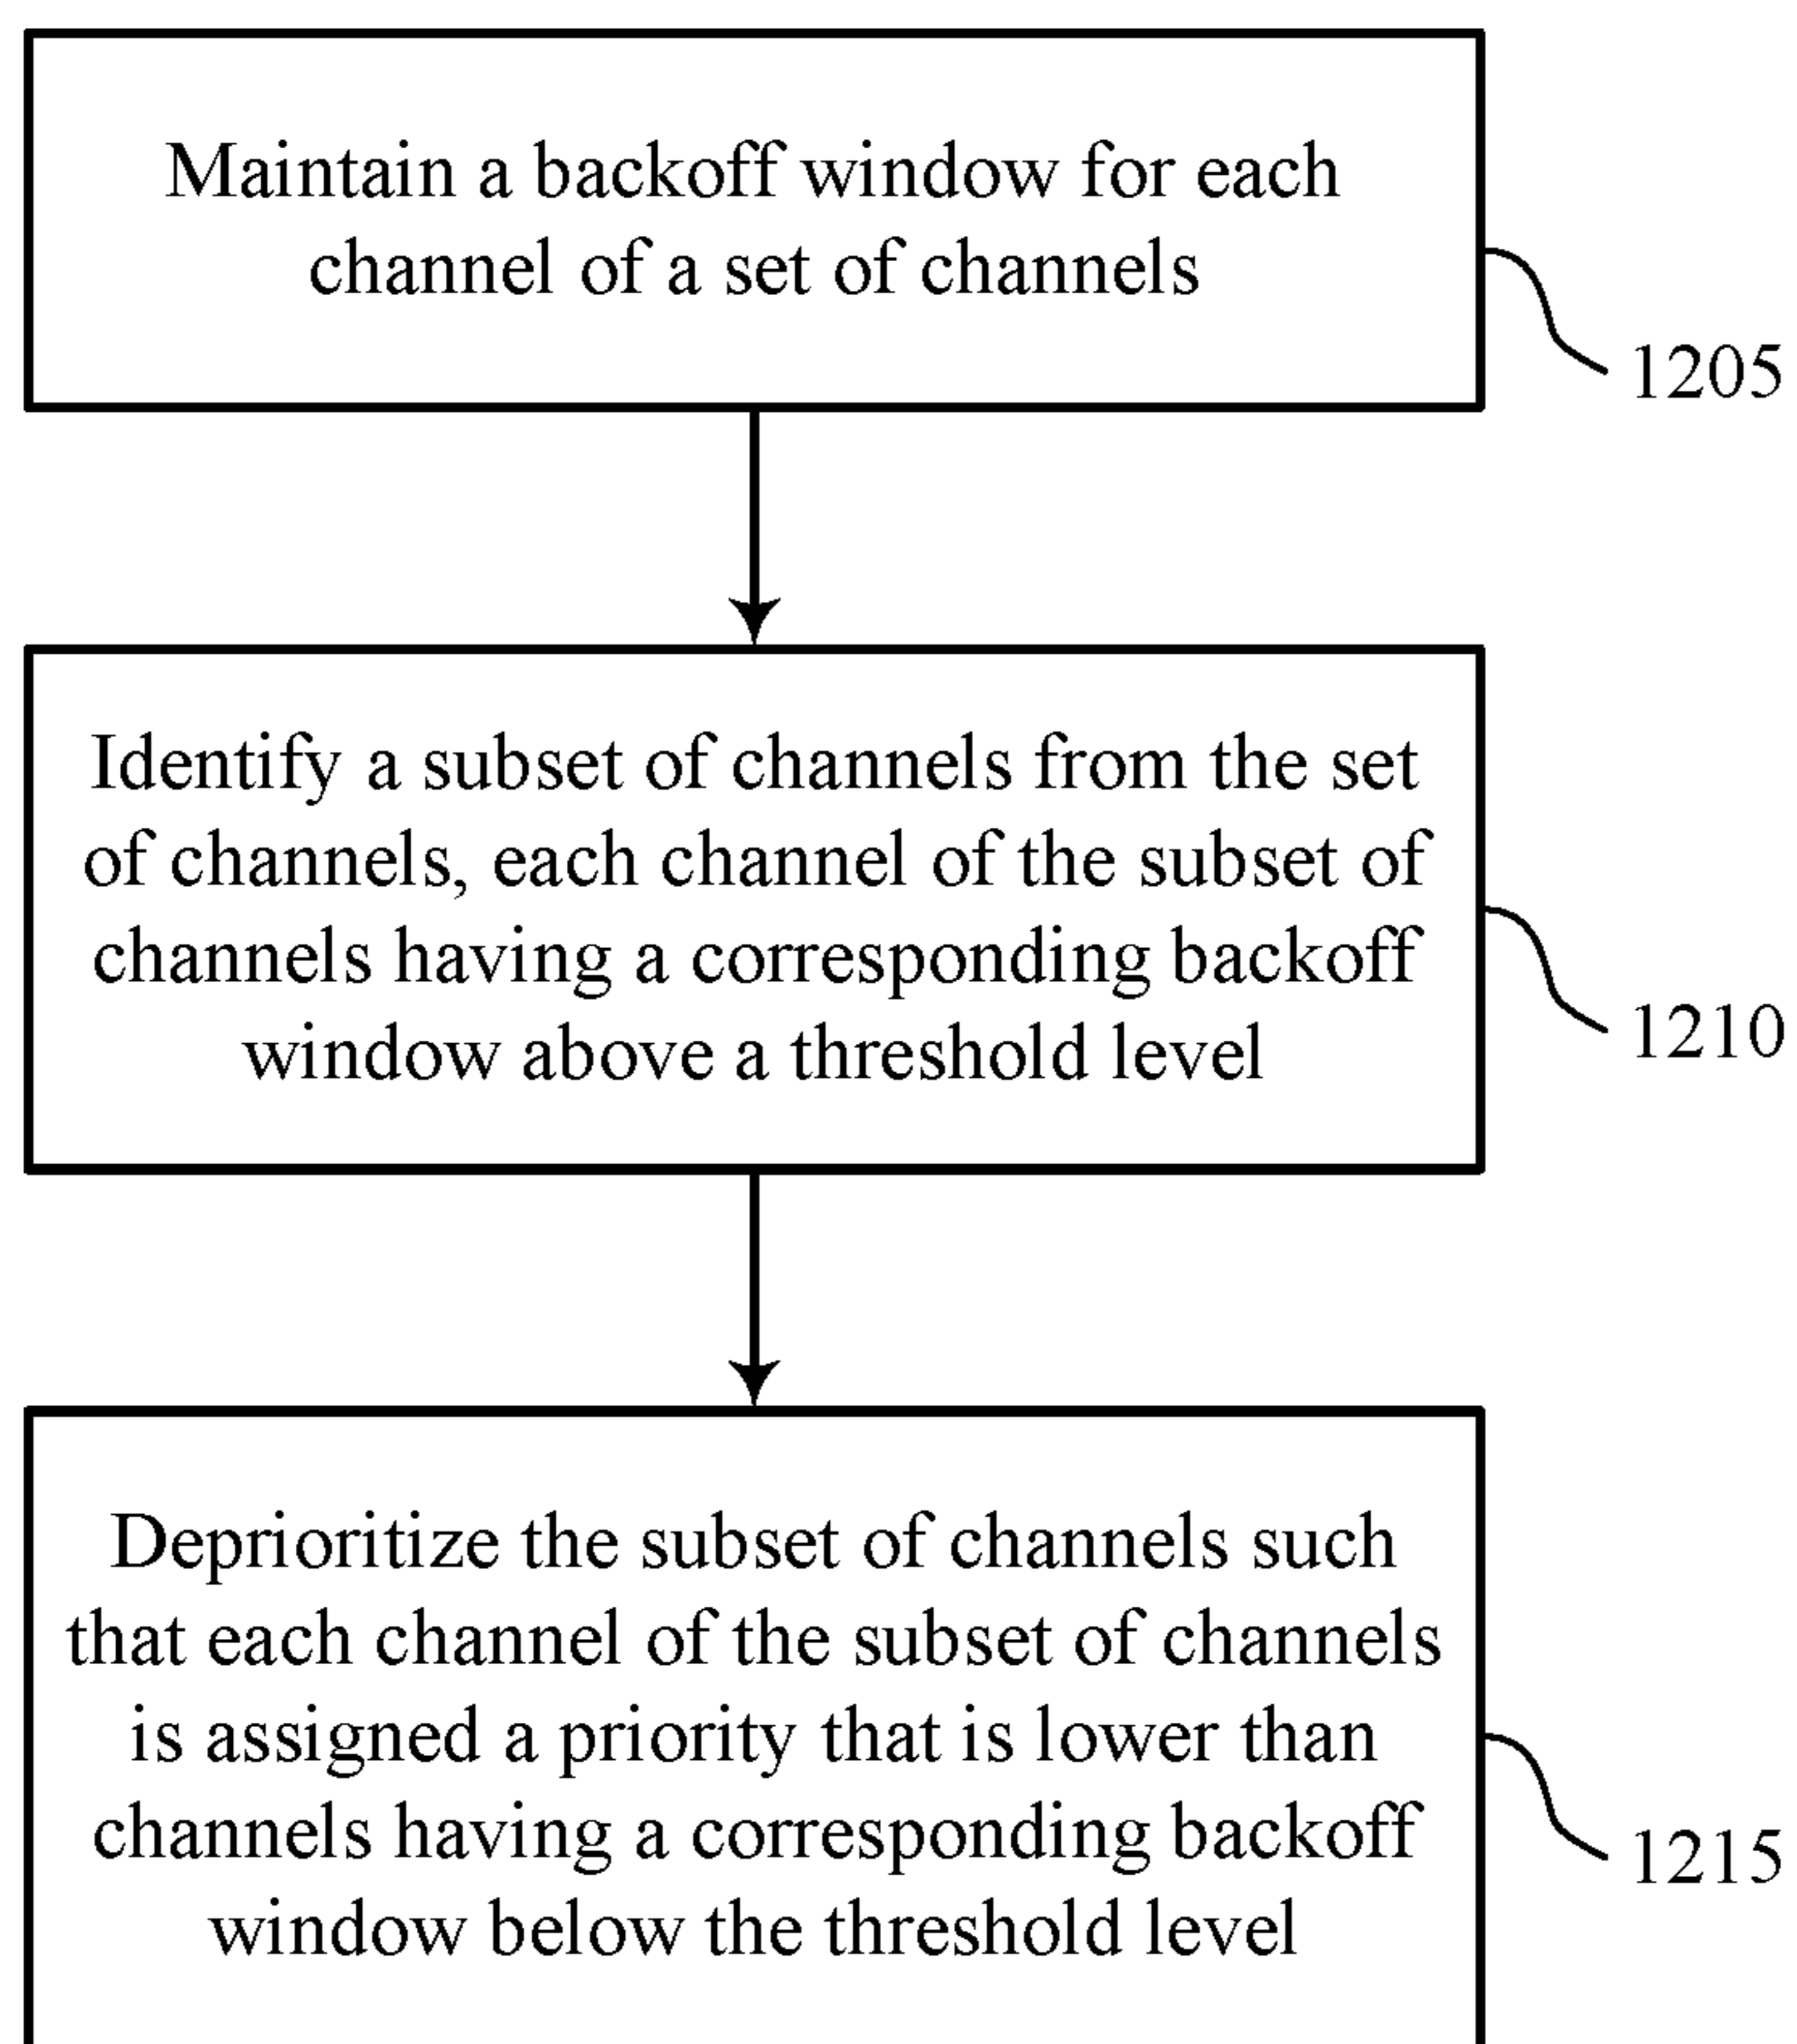 Maintain a backoff window for each
channel of a set of channels
1205
Identify a subset of channels from the set
of channels, each channel of the subset of
channels having a corresponding backoff
window above a threshold level
1210
Deprioritize the subset of channels such
that each channel of the subset of channels
is assigned a priority that is lower than
channels having a corresponding backoff
window below the threshold level
1215